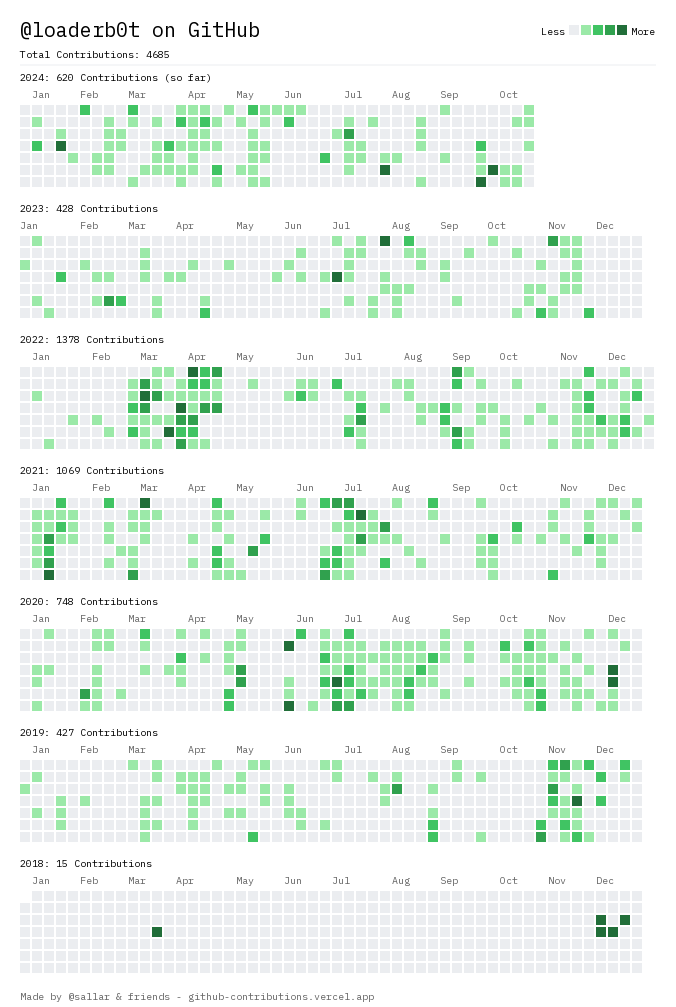 @loaderb0t on GitHub
Less More
Total Contributions: 4685
2024: 620 Contributions (so far)
Jan Feb Mar Apr May Jun Jul Aug Sep Oct
2023: 428 Contributions
Jan Feb Mar Apr May Jun Jul Aug Sep Oct Nov Dec
2022: 1378 Contributions
Jan Feb Mar Apr May Jun Jul Aug Sep Oct Nov Dec
2021: 1069 Contributions
Jan Feb Mar Apr May Jun Jul Aug Sep Oct Nov Dec
2020: 748 Contributions
Jan Feb Mar Apr May Jun Jul Aug Sep Oct Dec
2019: 427 Contributions
Jan Feb Mar Apr May Jun Jul Aug Sep Oct Nov Dec
2018: 15 Contributions
Jan Feb Mar Apr May Jun Jul Aug Sep Oct Nov Dec
Made by @sallar & friends - github-contributions.vercel.app